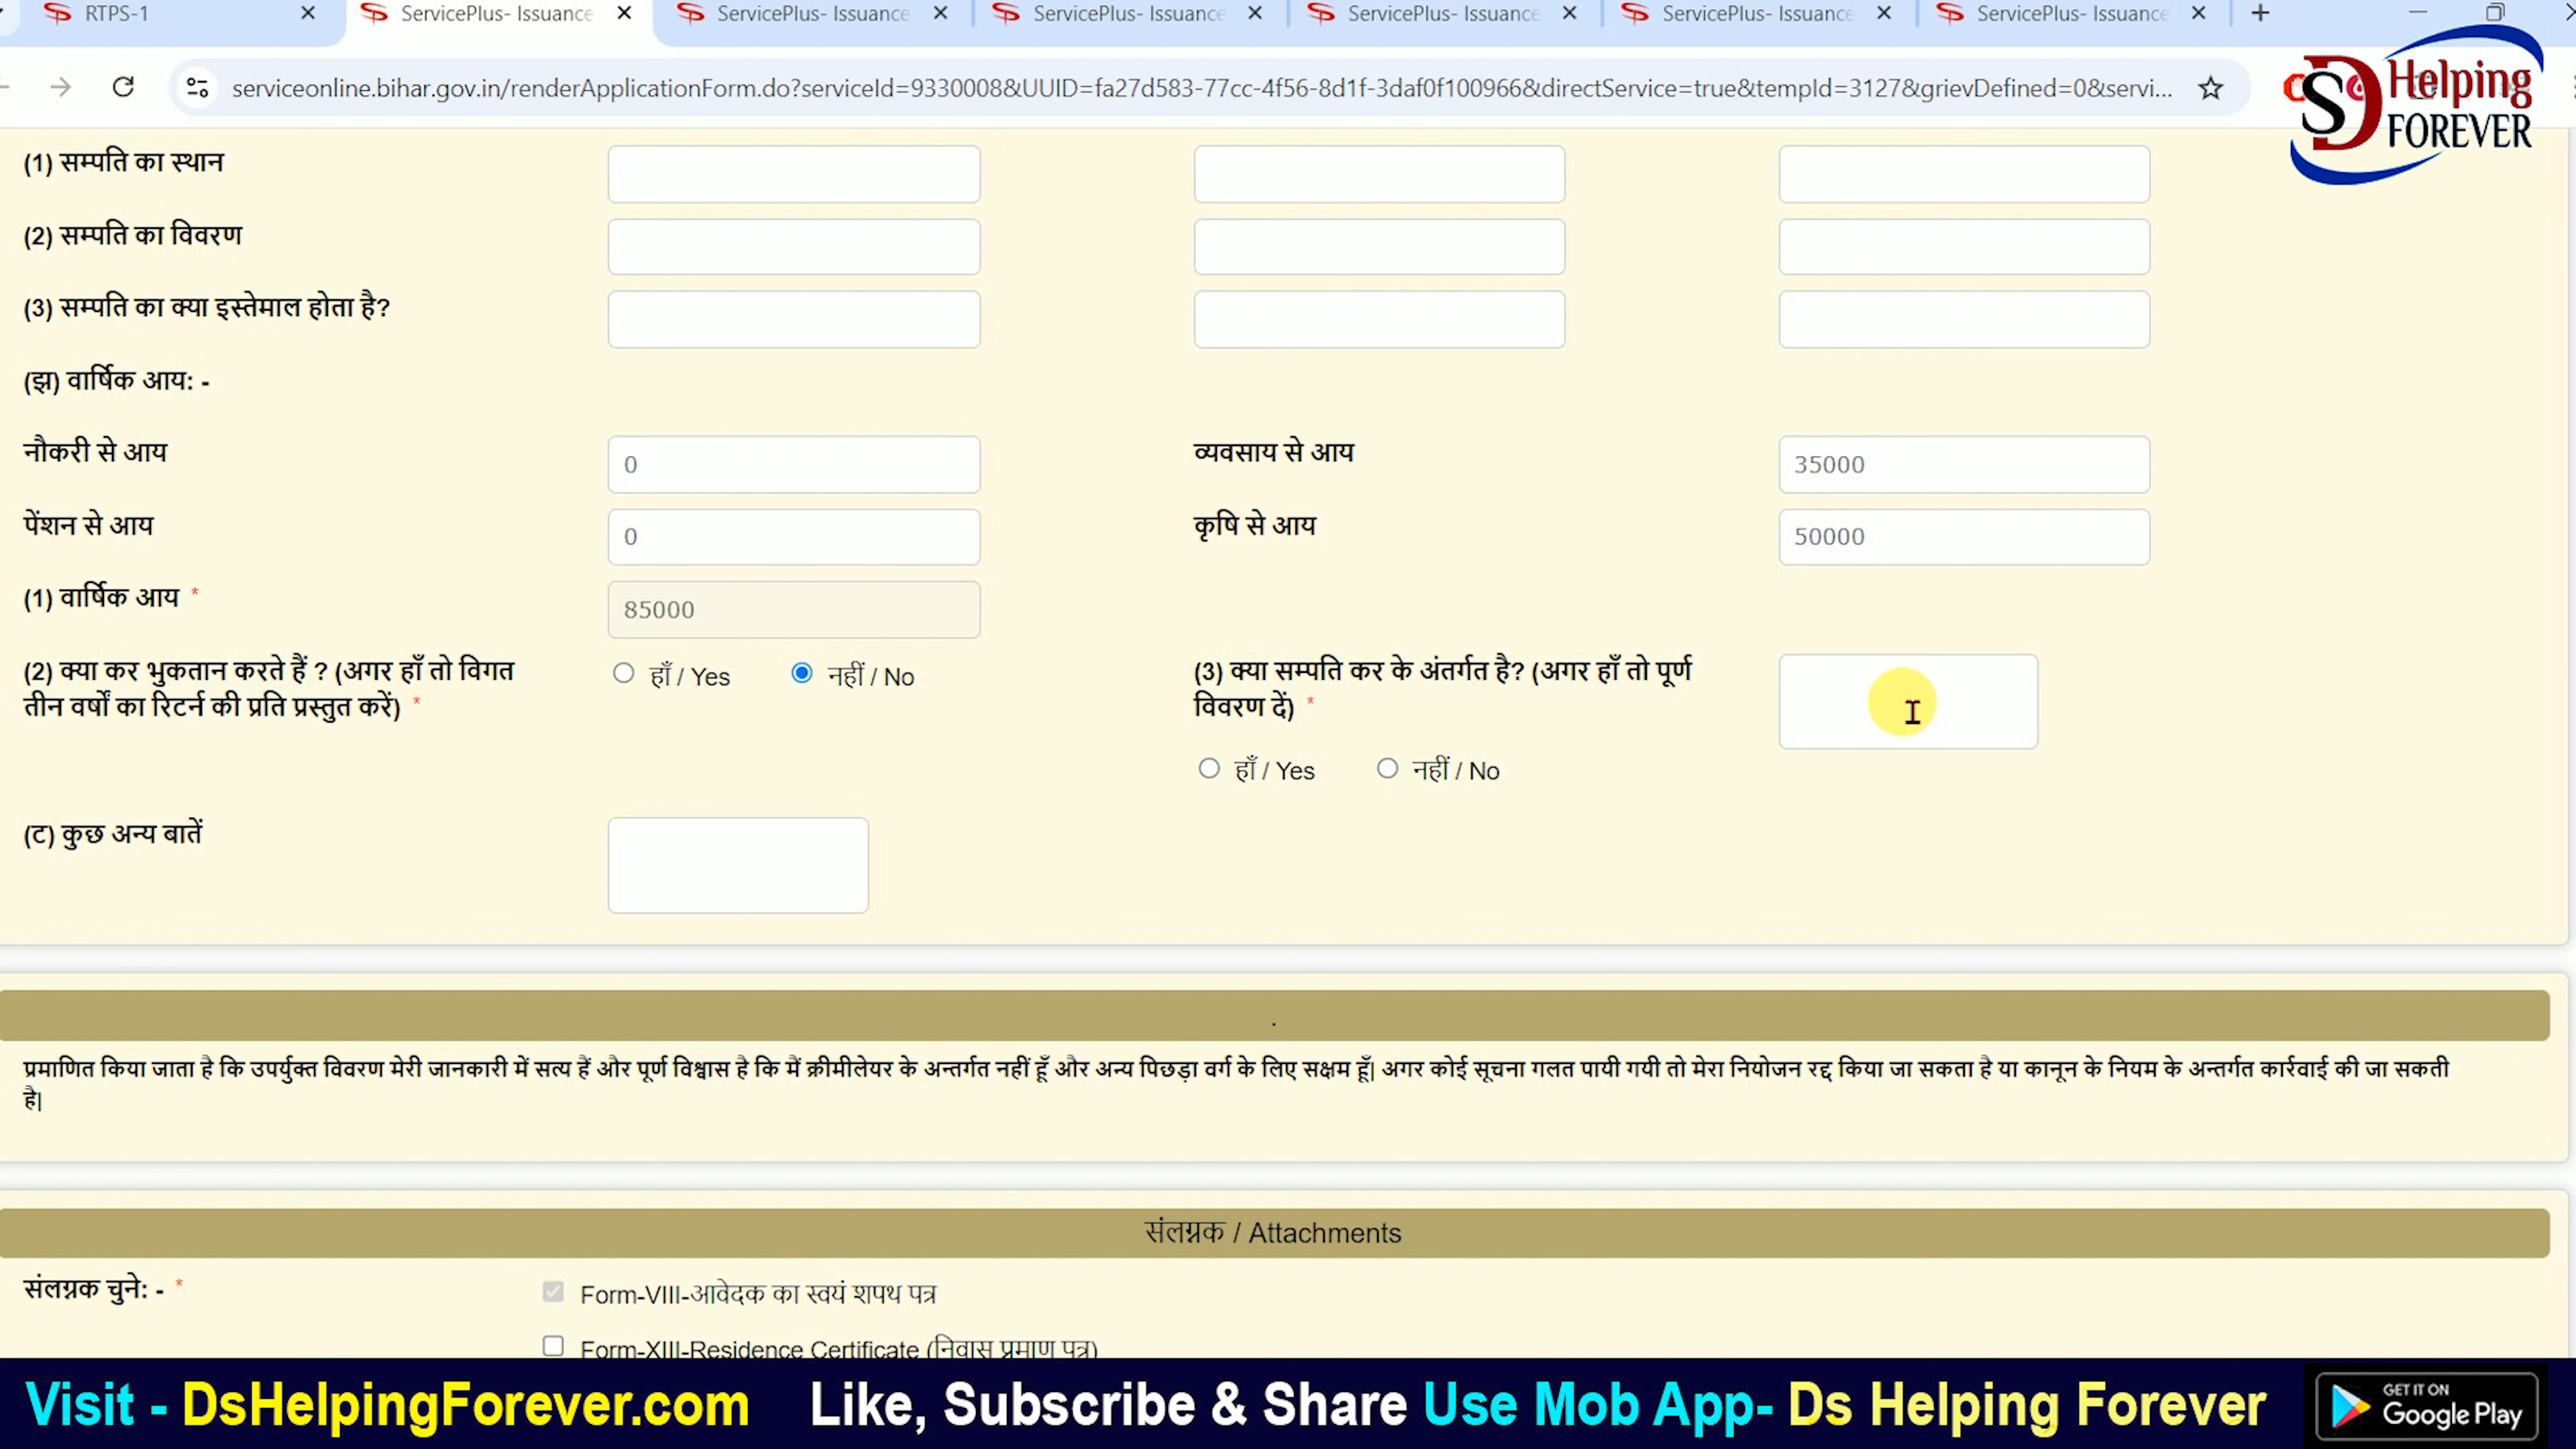 RTPS-1
ServicePlus- Issuance
ServicePlus- Issuance
ServicePlus- Issuance
ServicePlus- Issuance
ServicePlus- Issuance
ServicePlus- Issuance
serviceonline.bihar.gov.in/renderApplicationForm.do?serviceId=9330008&UUID=fa27d583-77cc-4f56-8d1f-3daf0f100966&directService=true&tempId=3127&grievDefined=0&servi...
SD Helping
FOREVER
(1) सम्पति का स्थान
(2) सम्पति का विवरण
(3) सम्पति का क्या इस्तेमाल होता है?
(झ) वार्षिक आय: -
नौकरी से आय 0 व्यवसाय से आय 35000
पेंशन से आय 0 कृषि से आय 50000
(1) वार्षिक आय * 85000
(2) क्या कर भुकतान करते हैं ? (अगर हाँ तो विगत
तीन वर्षों का रिटर्न की प्रति प्रस्तुत करें) *
हाँ / Yes नहीं / No
(3) क्या सम्पति कर के अंतर्गत है? (अगर हाँ तो पूर्ण
विवरण दें) *
हाँ / Yes नहीं / No
(ट) कुछ अन्य बातें
.
प्रमाणित किया जाता है कि उपर्युक्त विवरण मेरी जानकारी में सत्य हैं और पूर्ण विश्वास है कि मैं क्रीमीलेयर के अन्तर्गत नहीं हूँ और अन्य पिछड़ा वर्ग के लिए सक्षम हूँ| अगर कोई सूचना गलत पायी गयी तो मेरा नियोजन रद्द किया जा सकता है या कानून के नियम के अन्तर्गत कार्रवाई की जा सकती
है|
संलग्नक / Attachments
संलग्नक चुने: - *
Form-VIII-आवेदक का स्वयं शपथ पत्र
Form-XIII-Residence Certificate (निवास प्रमाण पत्र)
Visit - DsHelpingForever.com Like, Subscribe & Share Use Mob App- Ds Helping Forever
GET IT ON
Google Play